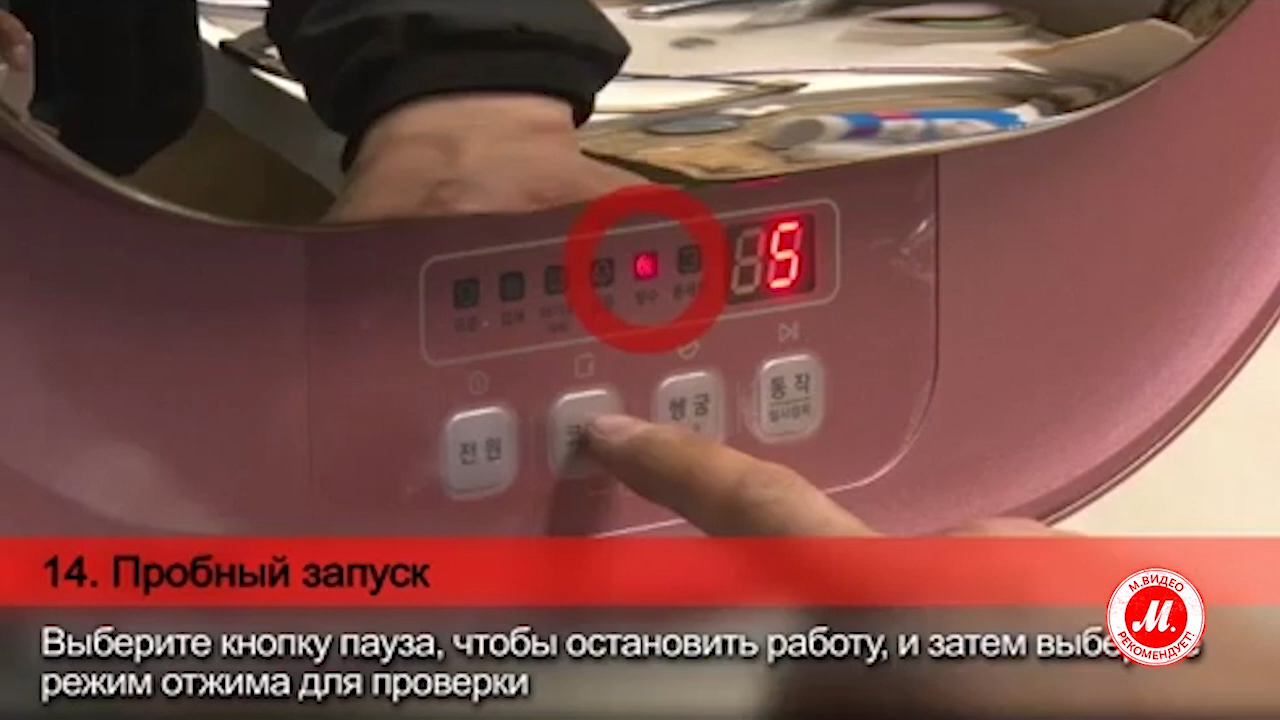 5
전원
헹굼
동작
일시정지
14. Пробный запуск
Выберите кнопку пауза, чтобы остановить работу, и затем
режим отжима для проверки
М.ВИДЕО
М.
РЕКОМЕНДУЕТ!